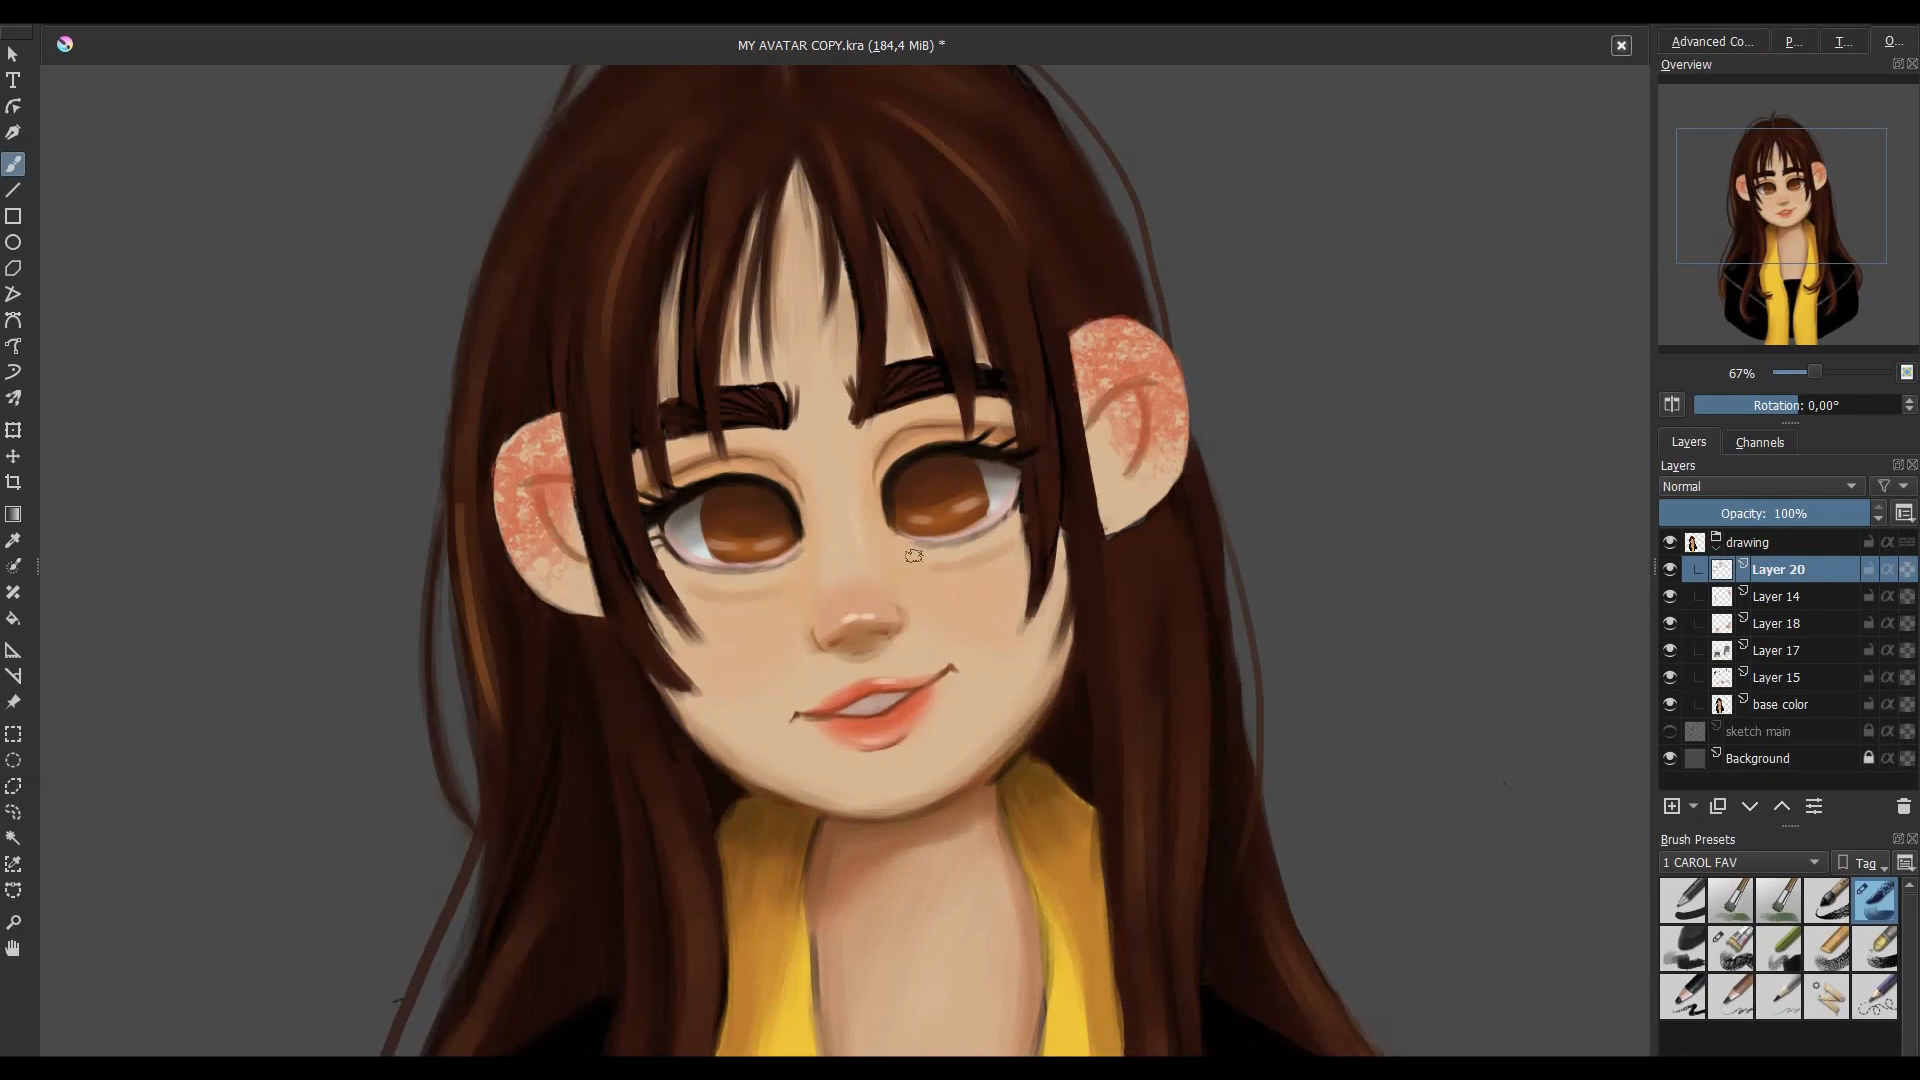 MY AVATAR COPY.kra (184,4 MiB) *
Advanced Co...
P...
T...
O...
Overview
67%
Rotation: 0,00°
Layers
Channels
Layers
Normal
Opacity: 100%
drawing
Layer 20
Layer 14
Layer 18
Layer 17
Layer 15
base color
sketch main
Background
Brush Presets
1 CAROL FAV
Tag